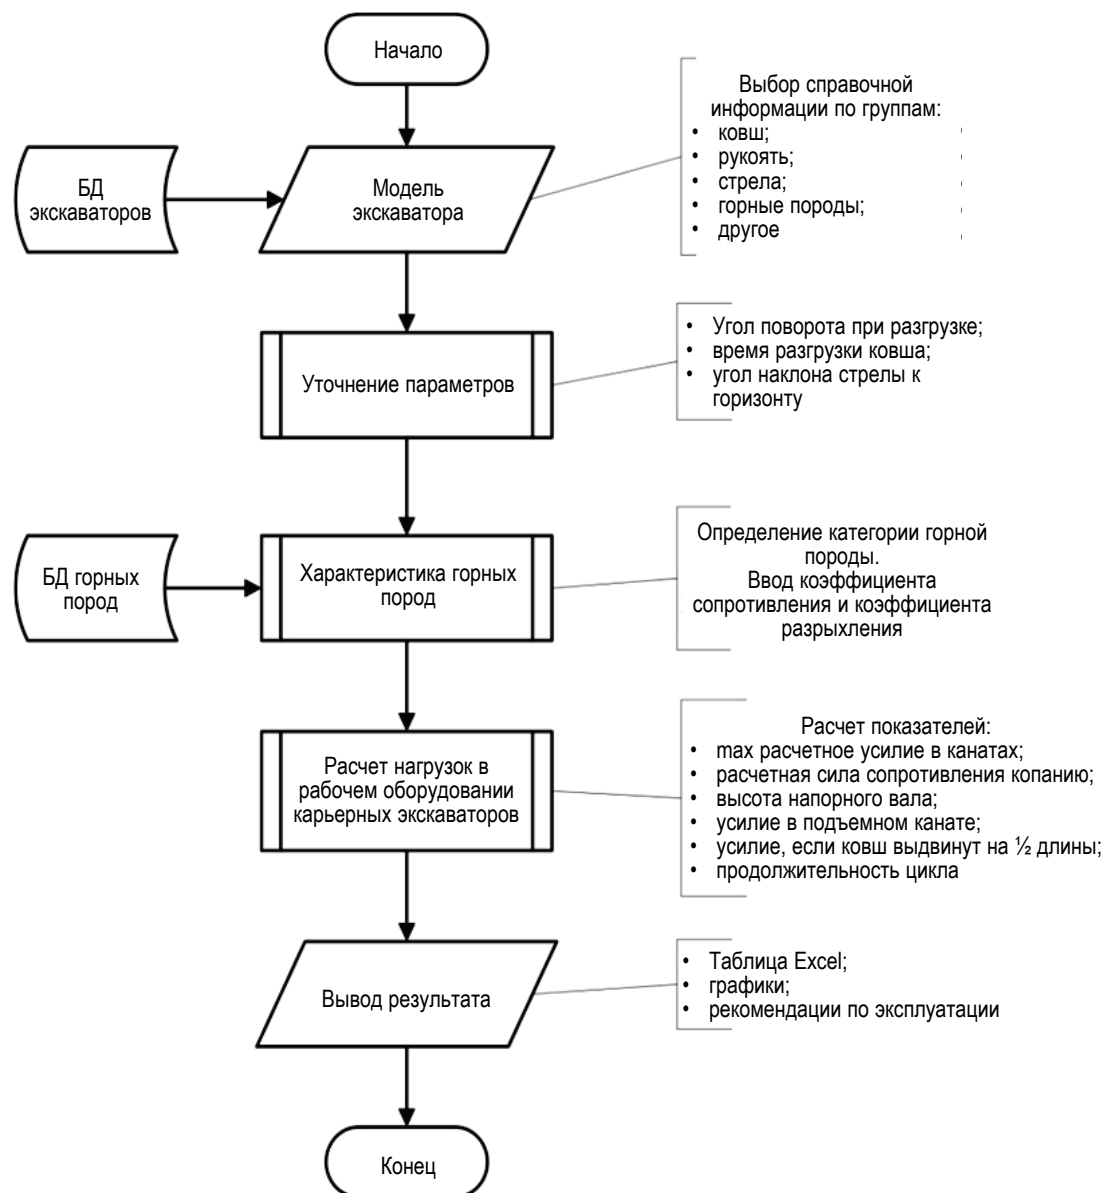 Начало
Выбор справочной
информации по группам:
• ковш;
• рукоять;
• стрела;
• горные породы;
• другое
БД
экскаваторов
Модель
экскаватора
Уточнение параметров
• Угол поворота при разгрузке;
• время разгрузки ковша;
• угол наклона стрелы к
горизонту
БД горных
пород
Характеристика горных
пород
Определение категории горной
породы.
Ввод коэффициента
сопротивления и коэффициента
разрыхления
Расчет нагрузок в
рабочем оборудовании
карьерных экскаваторов
Расчет показателей:
• max расчетное усилие в канатах;
• расчетная сила сопротивления копанию;
• высота напорного вала;
• усилие в подъемном канате;
• усилие, если ковш выдвинут на ½ длины;
• продолжительность цикла
Вывод результата
• Таблица Excel;
• графики;
• рекомендации по эксплуатации
Конец